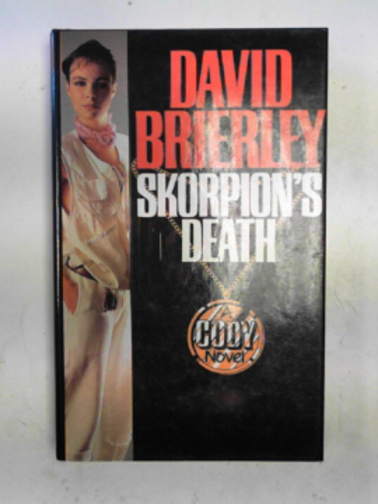 DAVID
BRIERLEY
SKORPION'S
DEATH
A
CODY
Novel